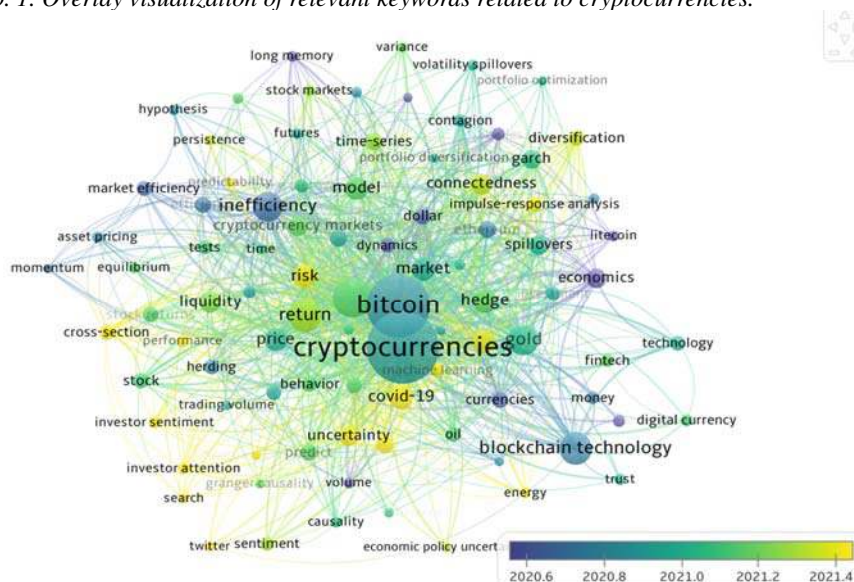 . 1. Overlay visualization of relevant keywords related to cryptocurrencies.
variance
long memory
volatility spillovers
portfolio optimization
stock markets
hypothesis
contagion
futures
persistence
time-series
diversification
portfolio diversification
garch
predictability
market efficiency
model
connectedness
inefficiency
impulse-response analysis
dollar
cryptocurrency markets
ethereum
asset pricing
litecoin
tests
time
dynamics
spillovers
momentum
equilibrium
risk
market
economics
liquidity
bitcoin
hedge
stock returns
return
cross-section
performance
price
cryptocurrencies
gold
technology
machine learning
fintech
herding
stock
behavior
covid-19
currencies
money
trading volume
investor sentiment
digital currency
uncertainty
oil
blockchain technology
predict
investor attention
granger causality
volume
trust
search
energy
causality
twitter
sentiment
economic policy uncerta
2020.6 2020.8 2021.0 2021.2 2021.4